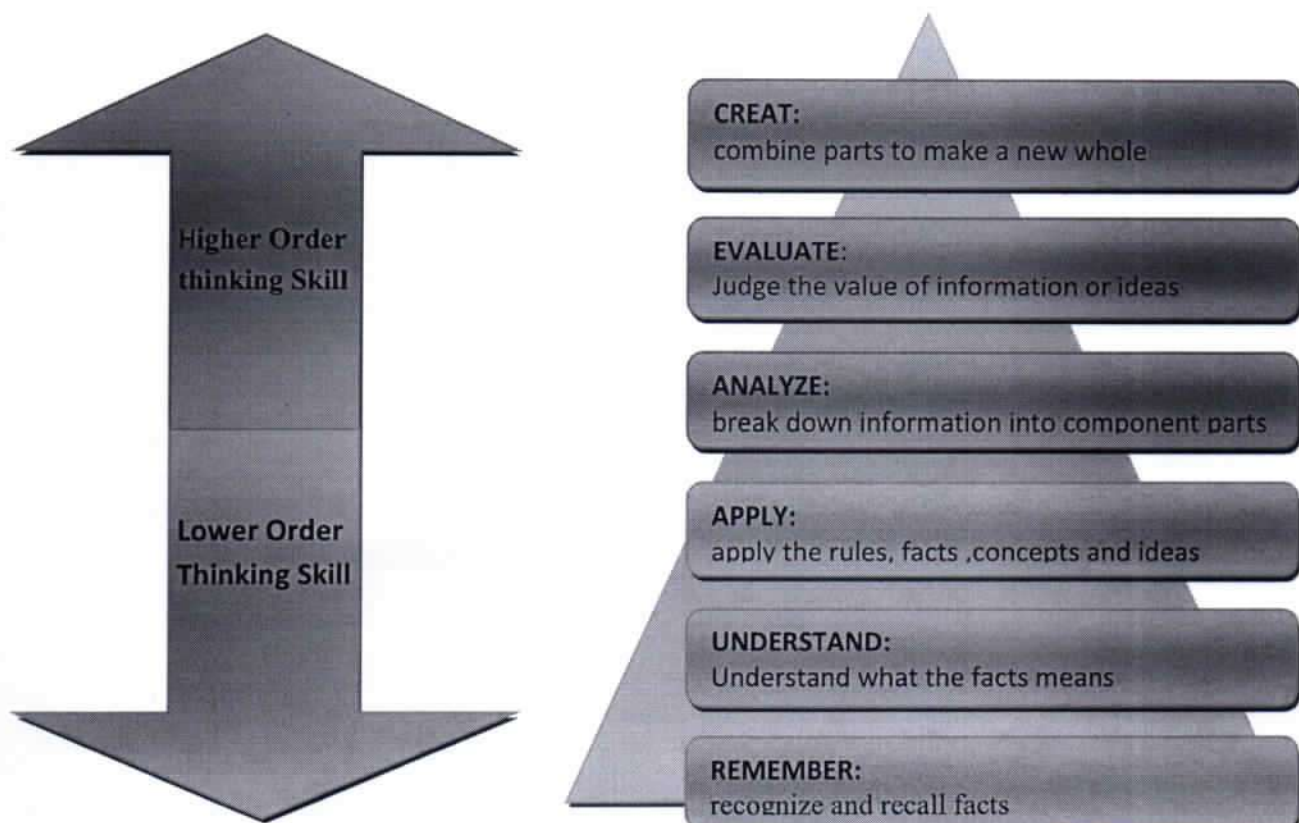 Higher Order
thinking Skill
Lower Order
Thinking Skill
CREAT:
combine parts to make a new whole
EVALUATE:
Judge the value of information or ideas
ANALYZE:
break down information into component parts
APPLY:
apply the rules, facts ,concepts and ideas
UNDERSTAND:
Understand what the facts means
REMEMBER:
recognize and recall facts